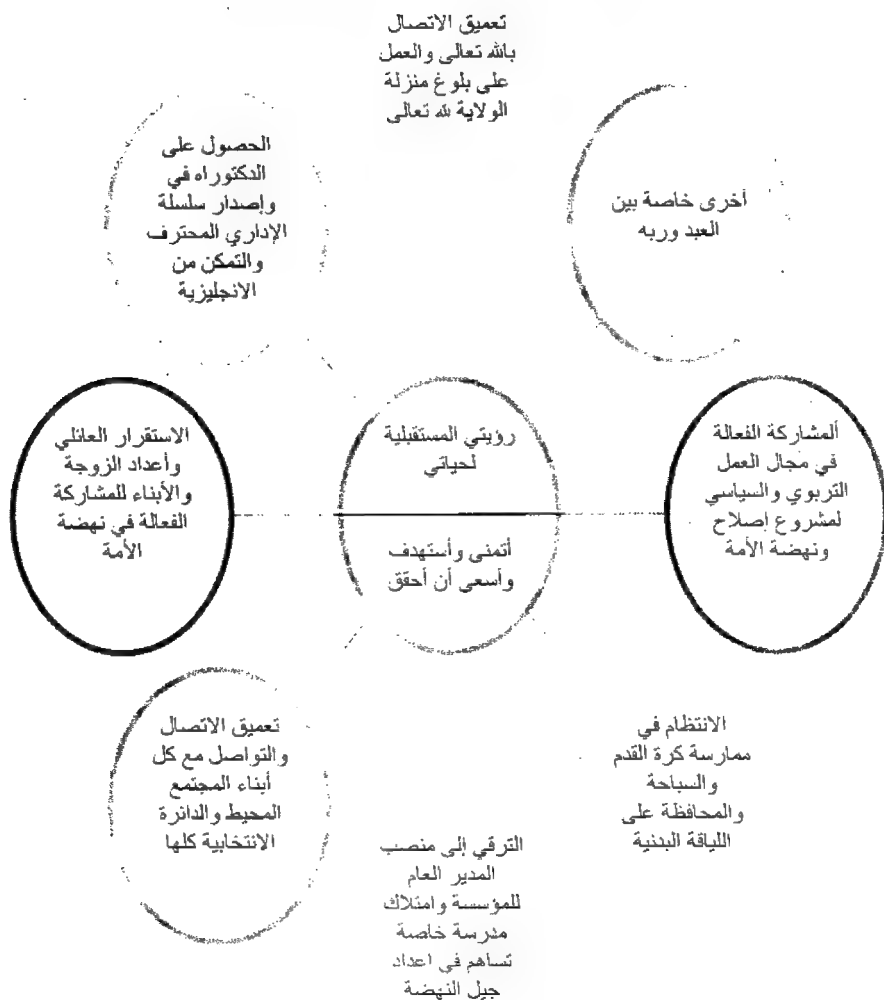 تعميق الاتصال
بالله تعالى والعمل
على بلوغ منزلة
الولاية لله تعالى
أخرى خاصة بين
العبد وربه
الحصول على
الدكتوراه في
وإصدار سلسلة
الإداري المحترف
والتمكن من
الانجليزية
ألمشاركة الفعالة
في مجال العمل
التربوي والسياسي
لمشروع إصلاح
ونهضة الأمة
رؤيتي المستقبلية
لحياتي
أتمنى وأستهدف
وأسعى أن أحقق
الاستقرار العائلي
وأعداد الزوجة
والأبناء للمشاركة
الفعالة في نهضة
الأمة
الانتظام في
ممارسة كرة القدم
والسباحة
والمحافظة على
اللياقة البدنية
الترقي إلى منصب
المدير العام
للمؤسسة وامتلاك
مدرسة خاصة
تساهم في اعداد
جيل النهضة
تعميق الاتصال
والتواصل مع كل
أبناء المجتمع
المحيط والدائرة
الانتخابية كلها